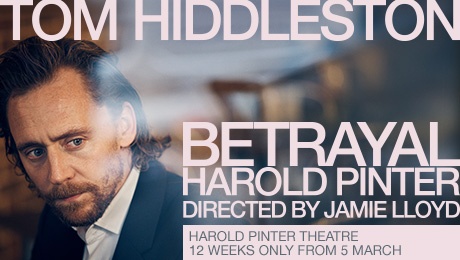 TOM HIDDLESTON
BETRAYAL
HAROLD PINTER
DIRECTED BY JAMIE LLOYD
HAROLD PINTER THEATRE
12 WEEKS ONLY FROM 5 MARCH